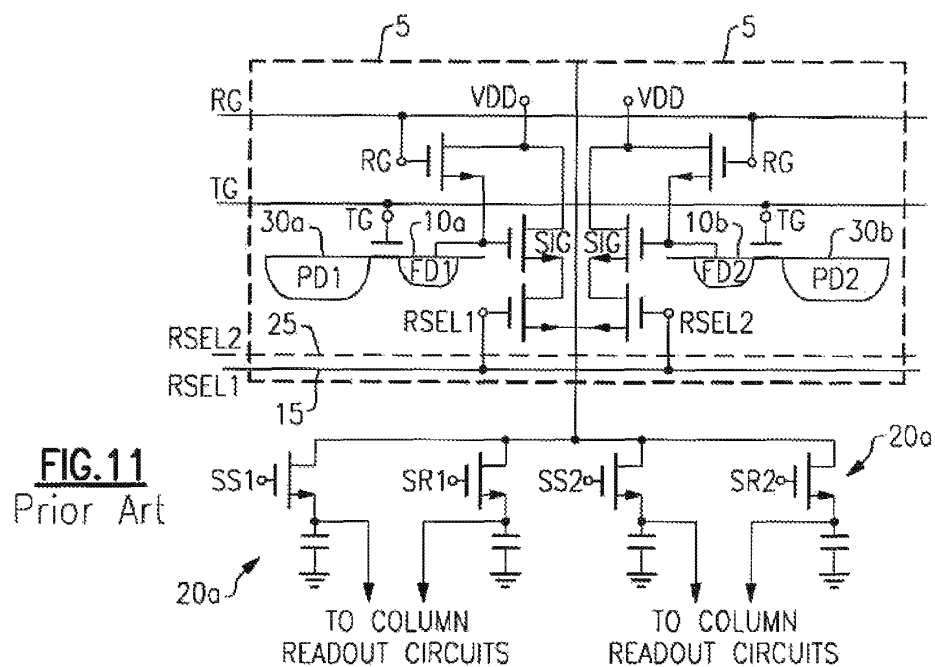 5 5
RG VDD VDD
RG RG
TG
30a TG 10a 10b TG 30b
SIG SIG
PD1 FD1 FD2 PD2
RSEL1 RSEL2
RSEL2 25
RSEL1
15
FIG.11
Prior Art
20a
SS1 SR1 SS2 SR2
20a
TO COLUMN
READOUT CIRCUITS
TO COLUMN
READOUT CIRCUITS